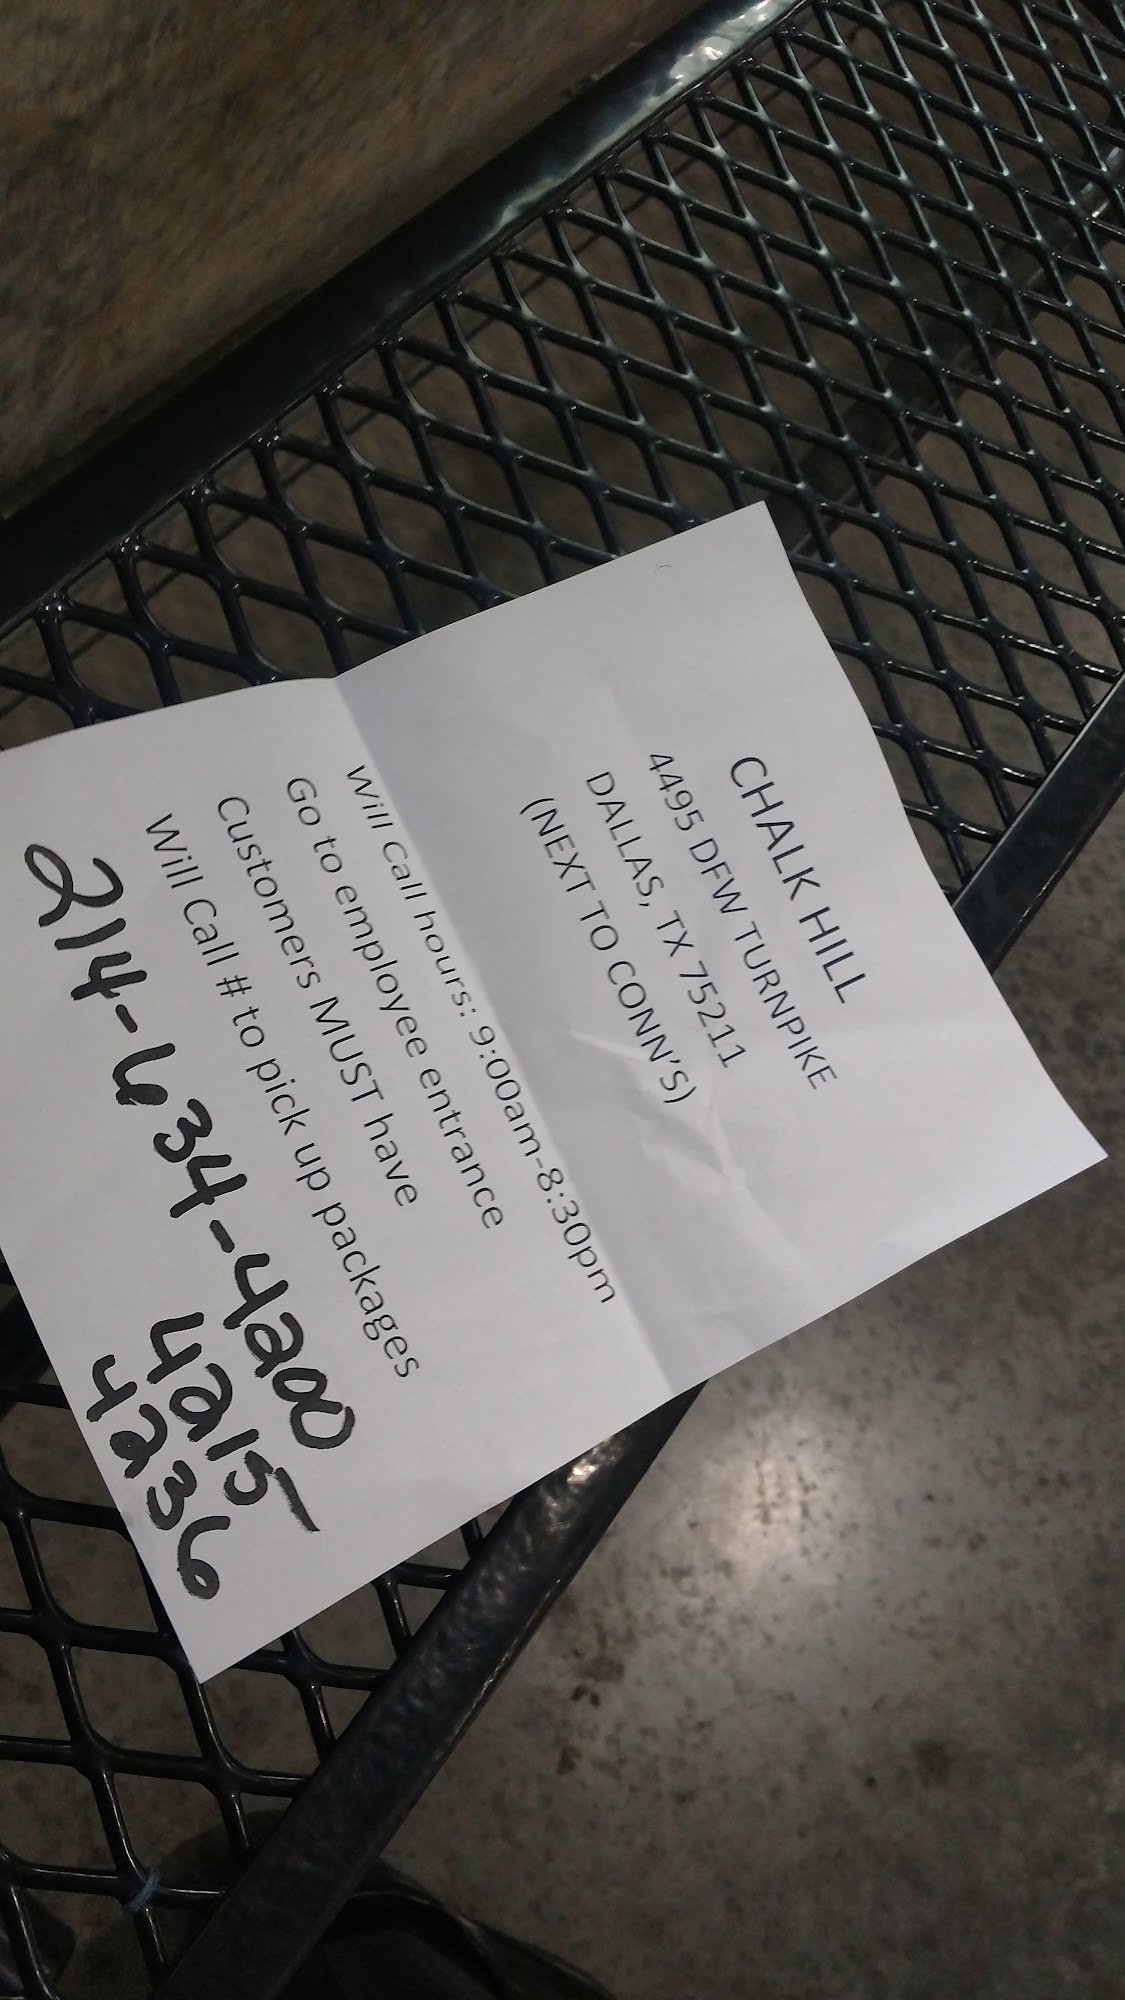 CHALK HILL
4495 DFW TURNPIKE
DALLAS, TX 75211
(NEXT TO CONN'S)
Will Call hours: 9:00am-8:30pm
Go to employee entrance
Customers MUST have
Will Call # to pick up packages
214-634-4200
4215
4236